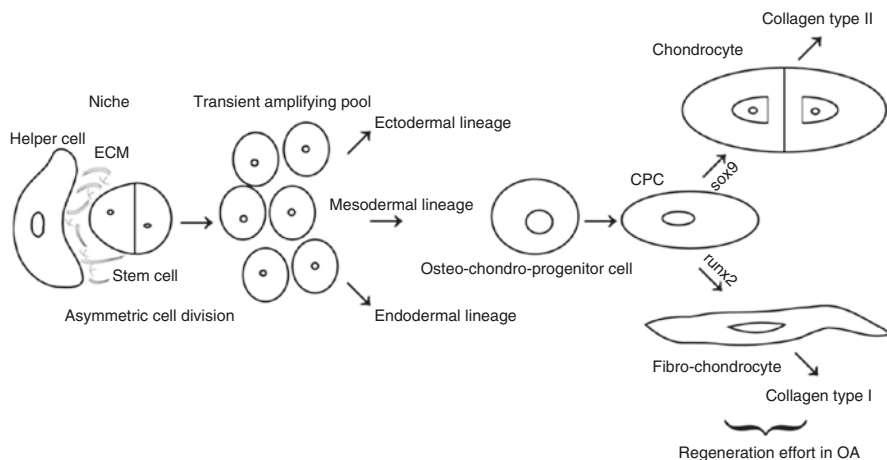 Collagen type II
Chondrocyte
Niche
Transient amplifying pool
Ectodermal lineage
Helper cell
ECM
CPC
sox9
Mesodermal lineage
Stem cell
Osteo-chondro-progenitor cell
runx2
Asymmetric cell division
Endodermal lineage
Fibro-chondrocyte
Collagen type I
Regeneration effort in OA